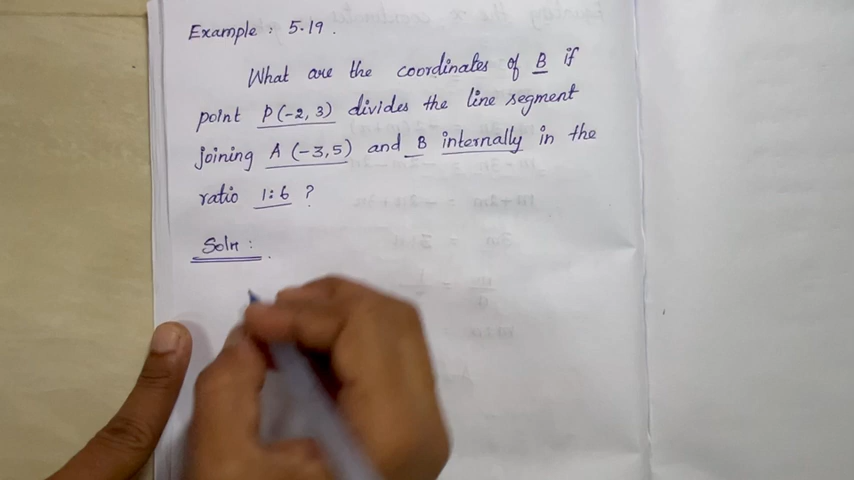 Example : 5.19.
What are the coordinates of B if
point P(-2, 3) divides the line segment
joining A (-3,5) and B internally in the
ratio 1:6 ?
Soln :